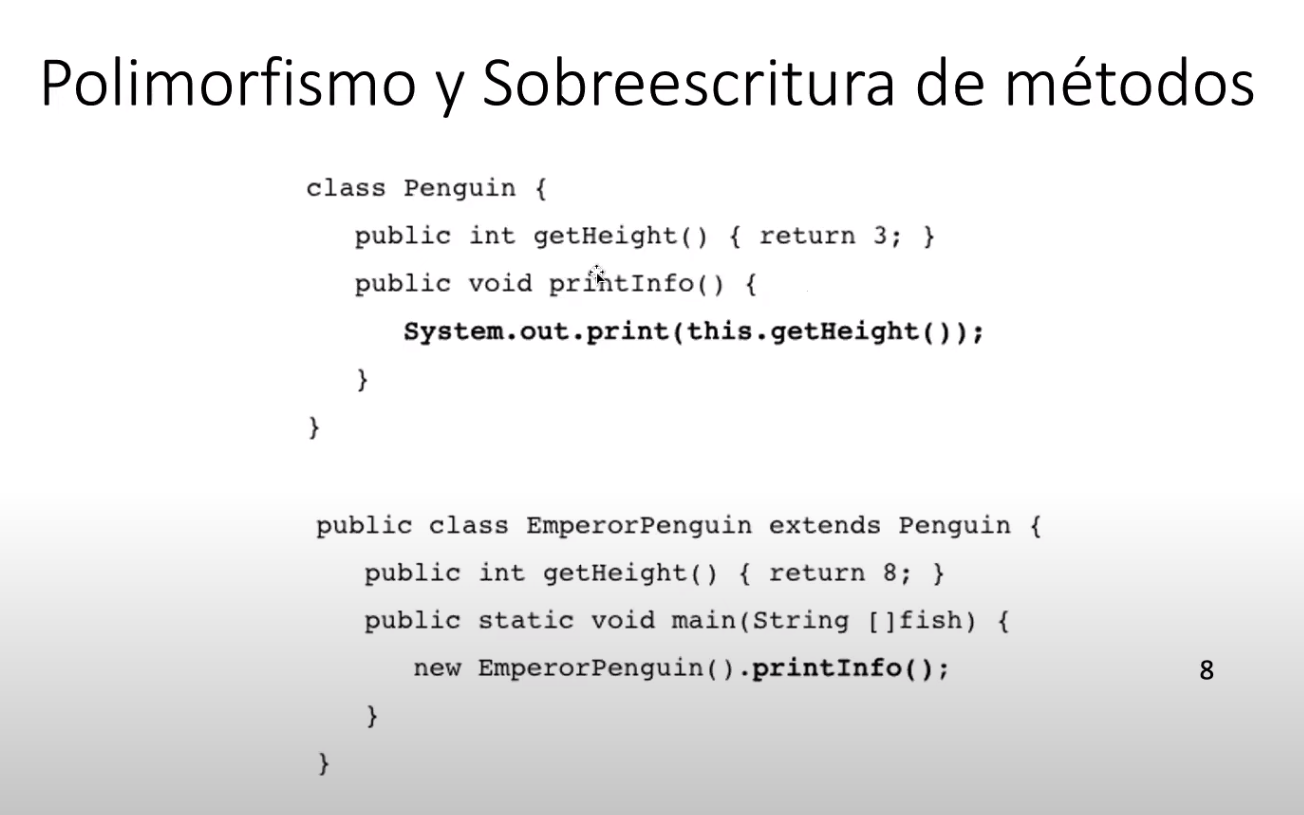 Polimorfismo y Sobreescritura de métodos
class Penguin {
public int getHeight() { return 3; }
public void printInfo() {
System.out.print(this.getHeight());
}
}
public class EmperorPenguin extends Penguin {
public int getHeight() { return 8; }
public static void main(String []fish) {
new EmperorPenguin().printInfo();
8
}
}